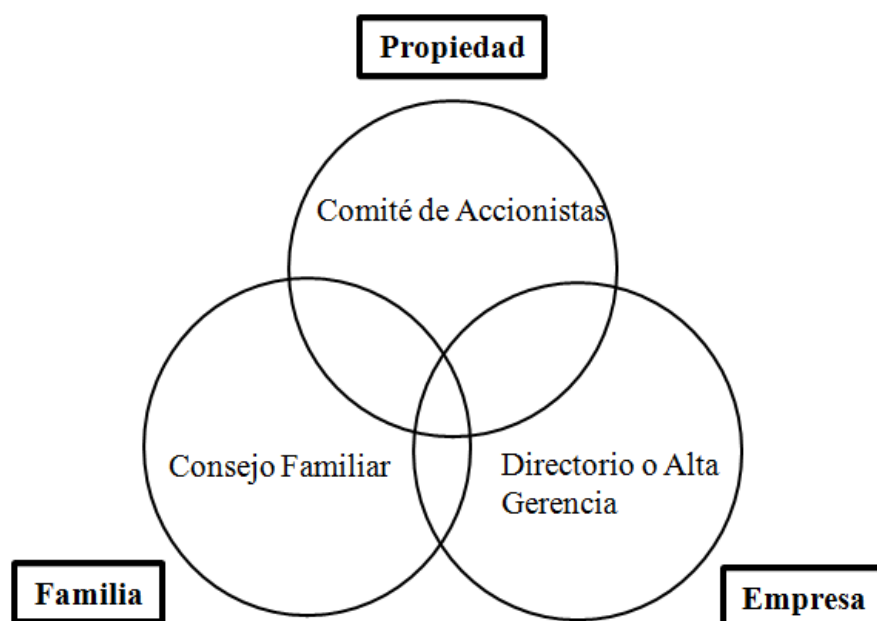 Propiedad
Comité de Accionistas
Consejo Familiar
Directorio o Alta
Gerencia
Familia
Empresa